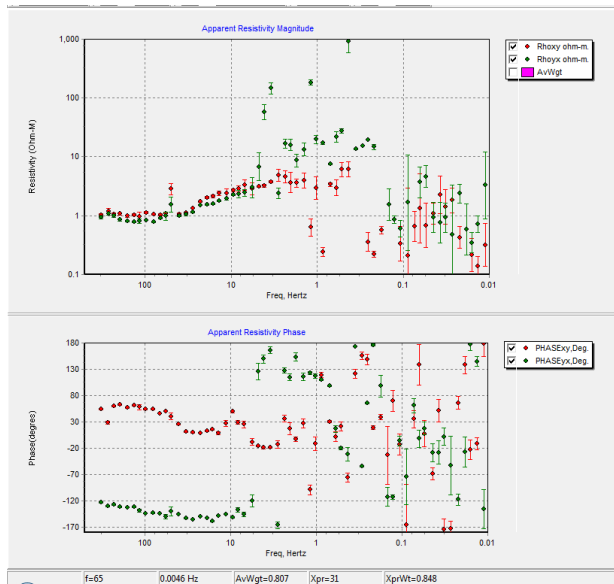 Apparent Resistivity Magnitude
Rhoxy ohm-m.
Rhoyx ohm-m.
AvWgt
Resistivity (Ohm-M)
1,000
100
10
1
0.1
100
10
1
0.1
0.01
Freq, Hertz
Apparent Resistivity Phase
PHASExy,Deg.
PHASEyx,Deg.
Phase(degrees)
180
130
80
30
-20
-70
-120
-170
100
10
1
0.1
0.01
Freq, Hertz
f=65 0.0046 Hz AvWgt=0.807 Xpr=31 XprWt=0.848